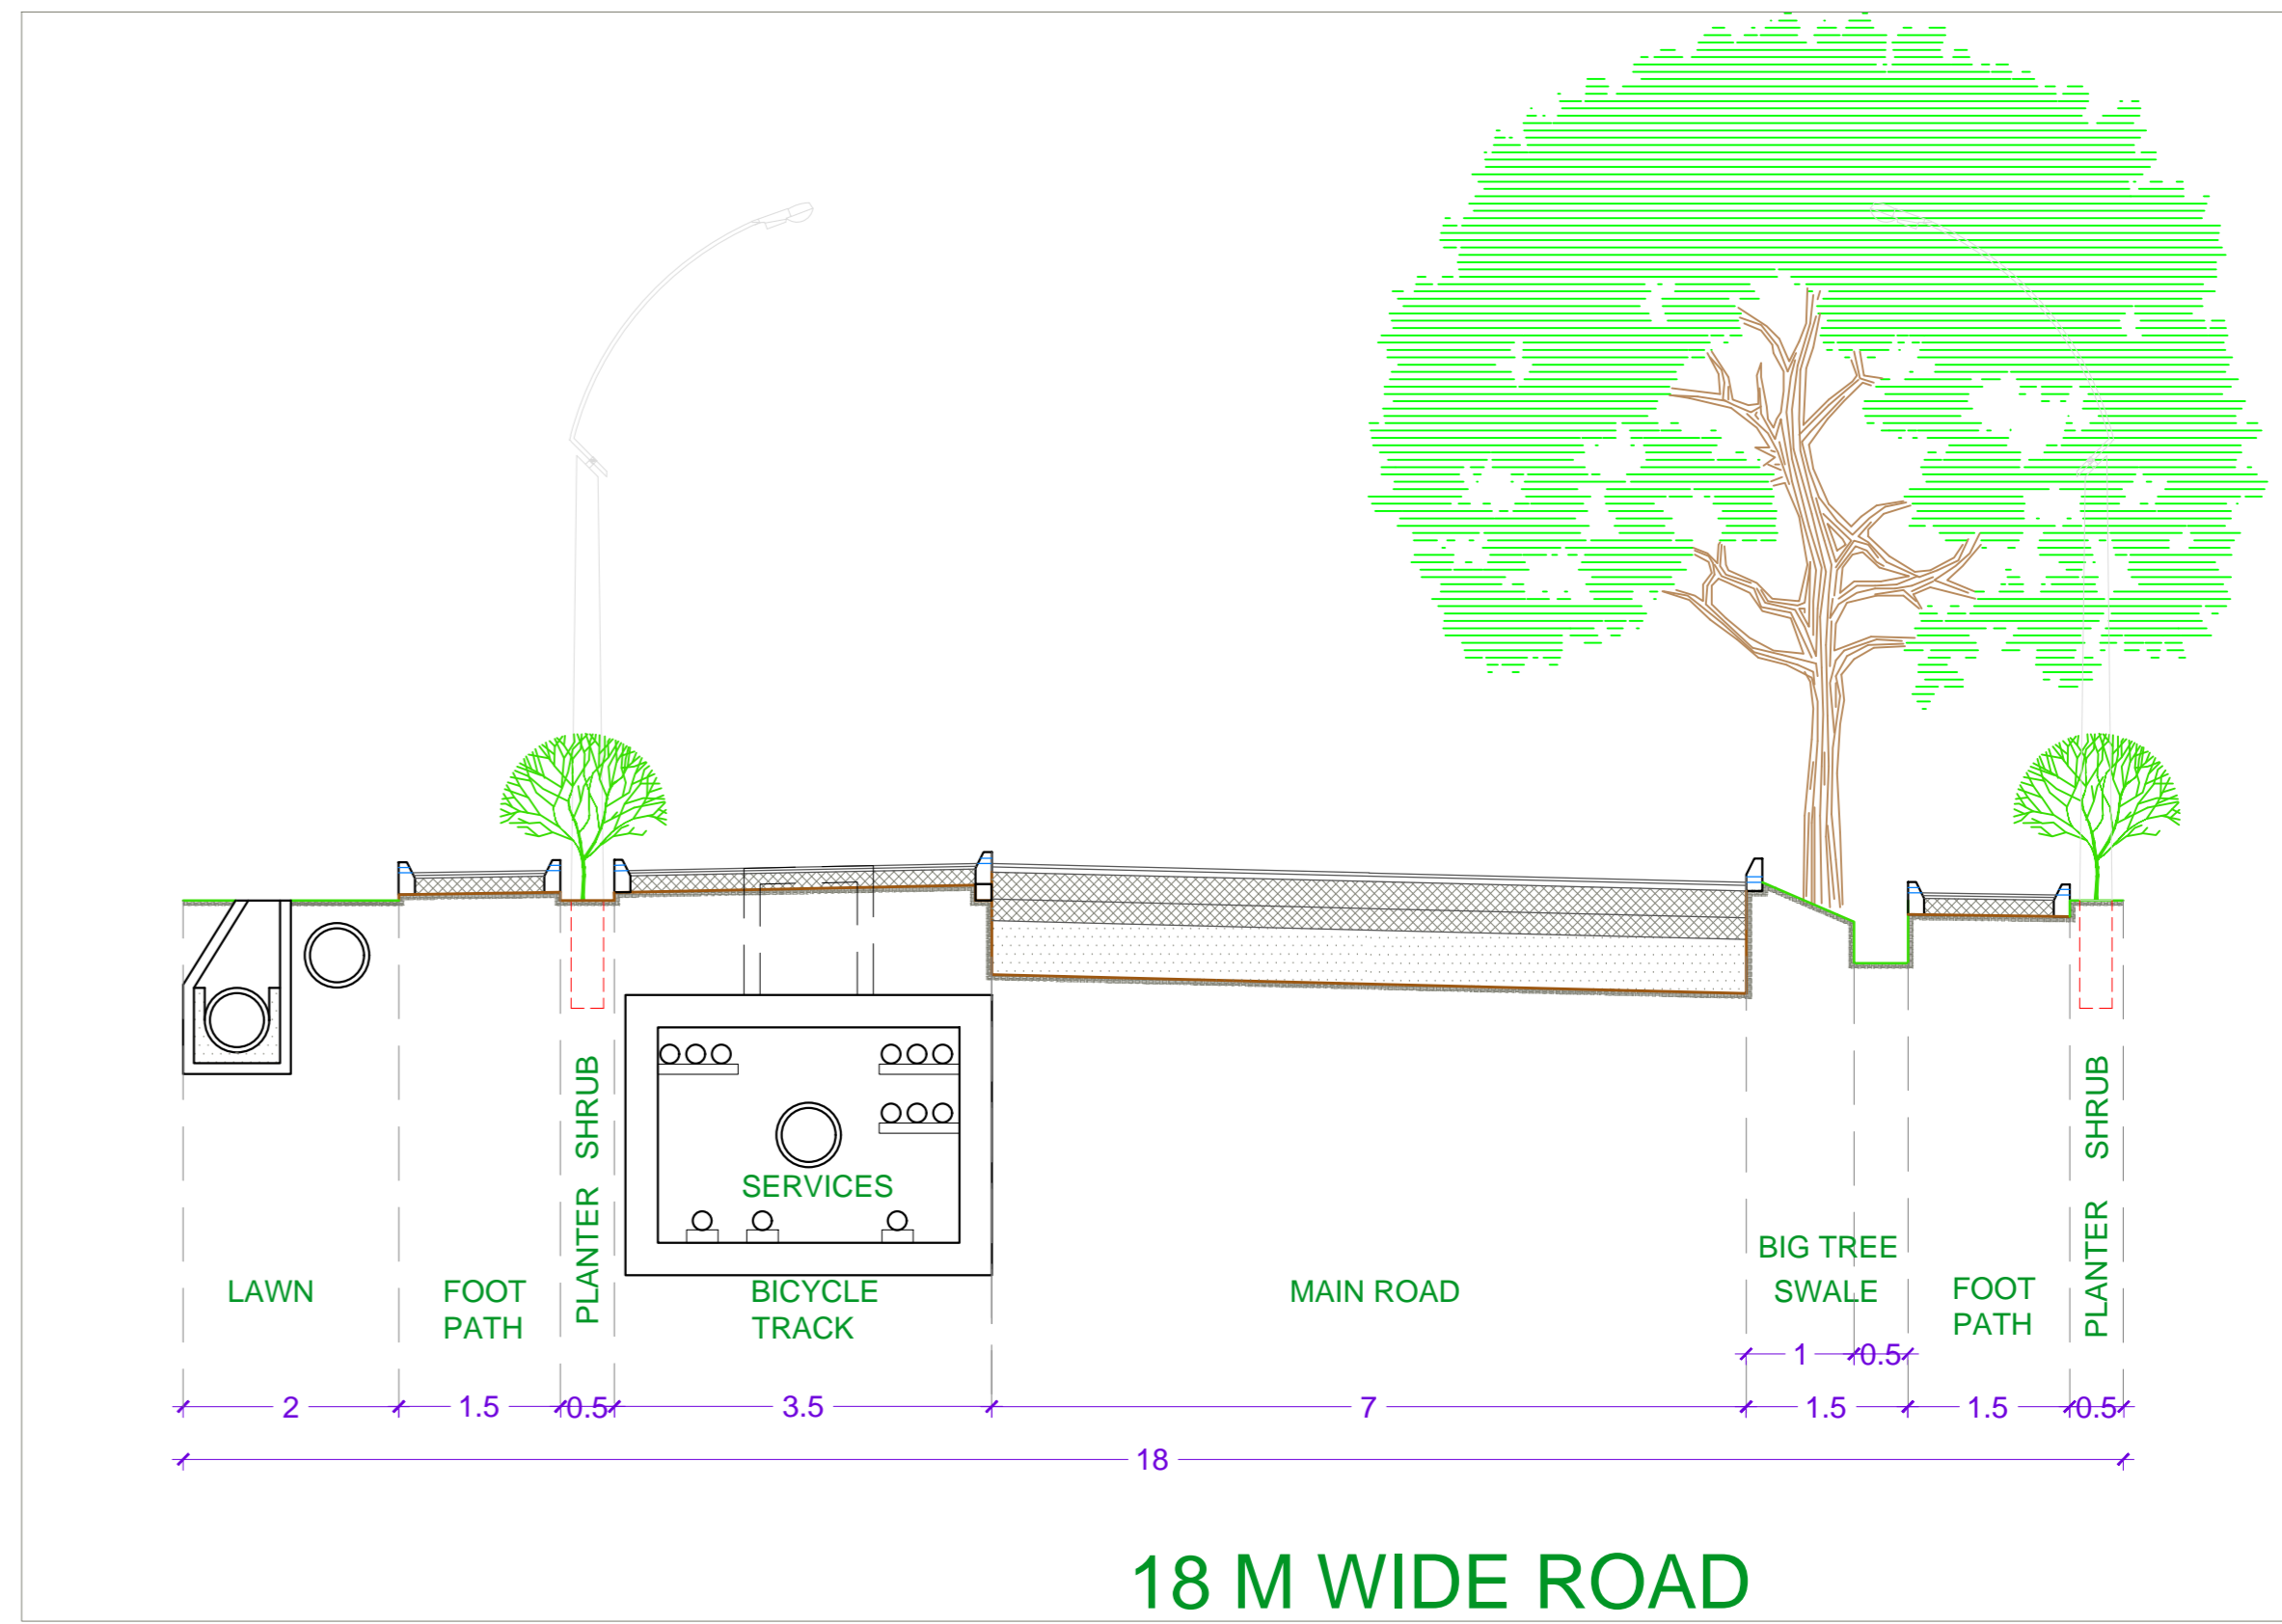 SERVICES
LAWN
FOOT
PATH
PLANTER SHRUB
BICYCLE
TRACK
MAIN ROAD
BIG TREE
SWALE
FOOT
PATH
PLANTER SHRUB
1 0.5
2 1.5 0.5 3.5 7 1.5 1.5 0.5
18
18 M WIDE ROAD